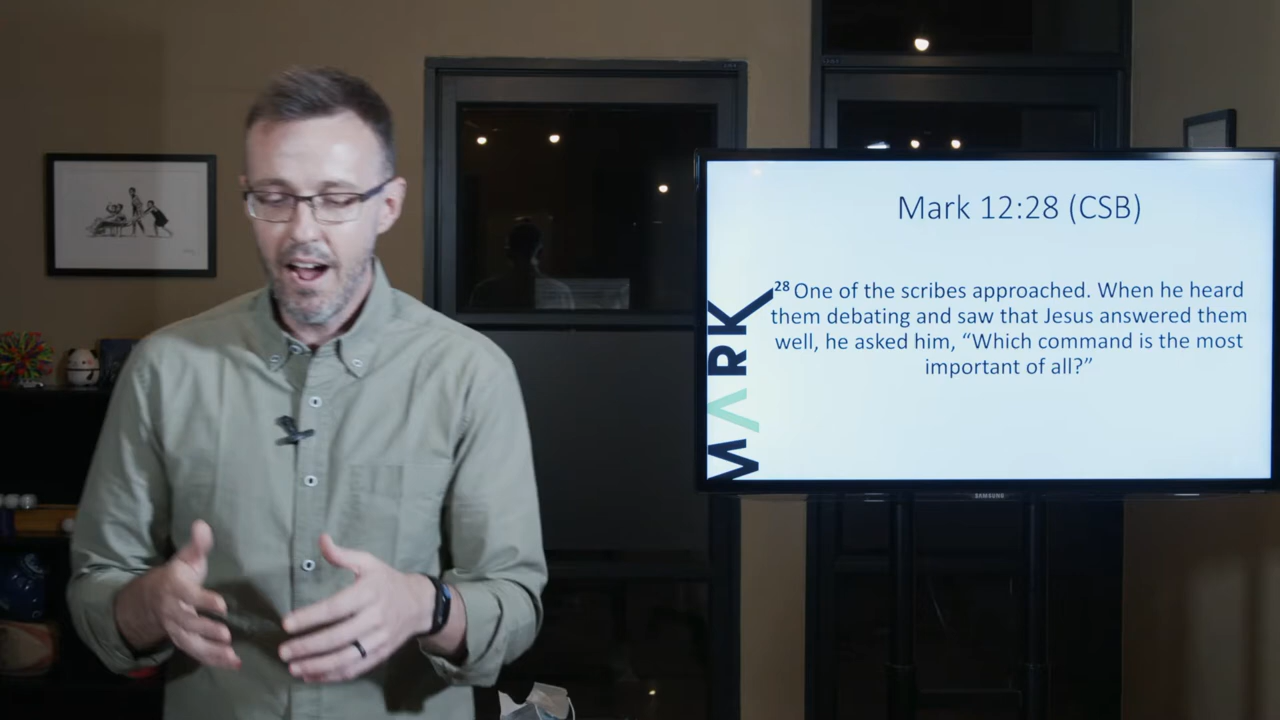 Mark 12:28 (CSB)
28 One of the scribes approached. When he heard
them debating and saw that Jesus answered them
well, he asked him, “Which command is the most
important of all?”
MARK
SAMSUNG